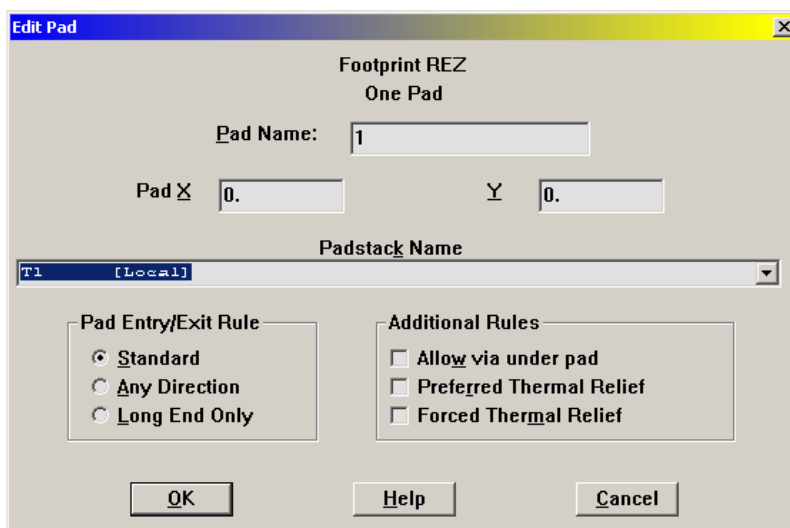 Edit Pad
Footprint REZ
One Pad
Pad Name: 1
Pad X 0. Y 0.
Padstack Name
T1 [Local]
Pad Entry/Exit Rule Additional Rules
Standard Allow via under pad
Any Direction Preferred Thermal Relief
Long End Only Forced Thermal Relief
OK Help Cancel